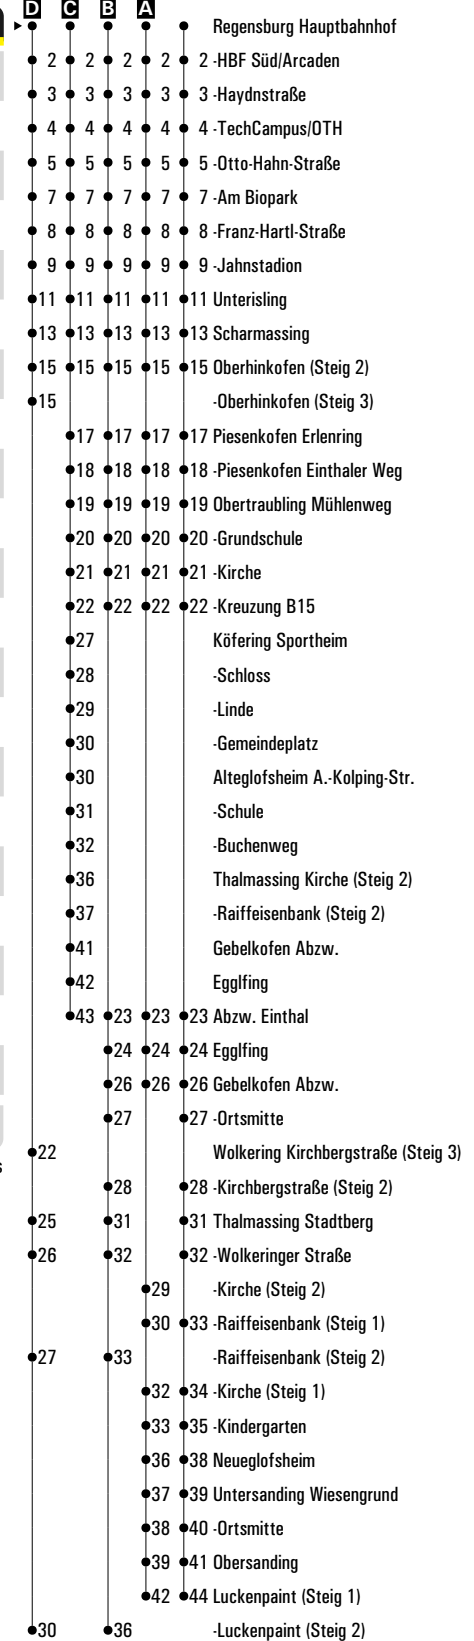 D C B A
Regensburg Hauptbahnhof
2 2 2 2 2 -HBF Süd/Arcaden
3 3 3 3 3 -Haydnstraße
4 4 4 4 4 -TechCampus/OTH
5 5 5 5 5 -Otto-Hahn-Straße
7 7 7 7 7 -Am Biopark
8 8 8 8 8 -Franz-Hartl-Straße
9 9 9 9 9 -Jahnstadion
11 11 11 11 11 Unterisling
13 13 13 13 13 Scharmassing
15 15 15 15 15 Oberhinkofen (Steig 2)
15 -Oberhinkofen (Steig 3)
17 17 17 17 Piesenkofen Erlenring
18 18 18 18 -Piesenkofen Einthaler Weg
19 19 19 19 Obertraubling Mühlenweg
20 20 20 20 -Grundschule
21 21 21 21 -Kirche
22 22 22 22 -Kreuzung B15
27 Köfering Sportheim
28 -Schloss
29 -Linde
30 -Gemeindeplatz
30 Alteglofsheim A.-Kolping-Str.
31 -Schule
32 -Buchenweg
36 Thalmassing Kirche (Steig 2)
37 -Raiffeisenbank (Steig 2)
41 Gebelkofen Abzw.
42 Egglfing
43 23 23 23 Abzw. Einthal
24 24 24 Egglfing
26 26 26 Gebelkofen Abzw.
27 27 -Ortsmitte
22 Wolkering Kirchbergstraße (Steig 3)
28 28 -Kirchbergstraße (Steig 2)
25 31 31 Thalmassing Stadtberg
26 32 32 -Wolkeringer Straße
29 -Kirche (Steig 2)
30 33 -Raiffeisenbank (Steig 1)
27 33 -Raiffeisenbank (Steig 2)
32 34 -Kirche (Steig 1)
33 35 -Kindergarten
36 38 Neueglofsheim
37 39 Untersanding Wiesengrund
38 40 -Ortsmitte
39 41 Obersanding
42 44 Luckenpaint (Steig 1)
30 36 -Luckenpaint (Steig 2)